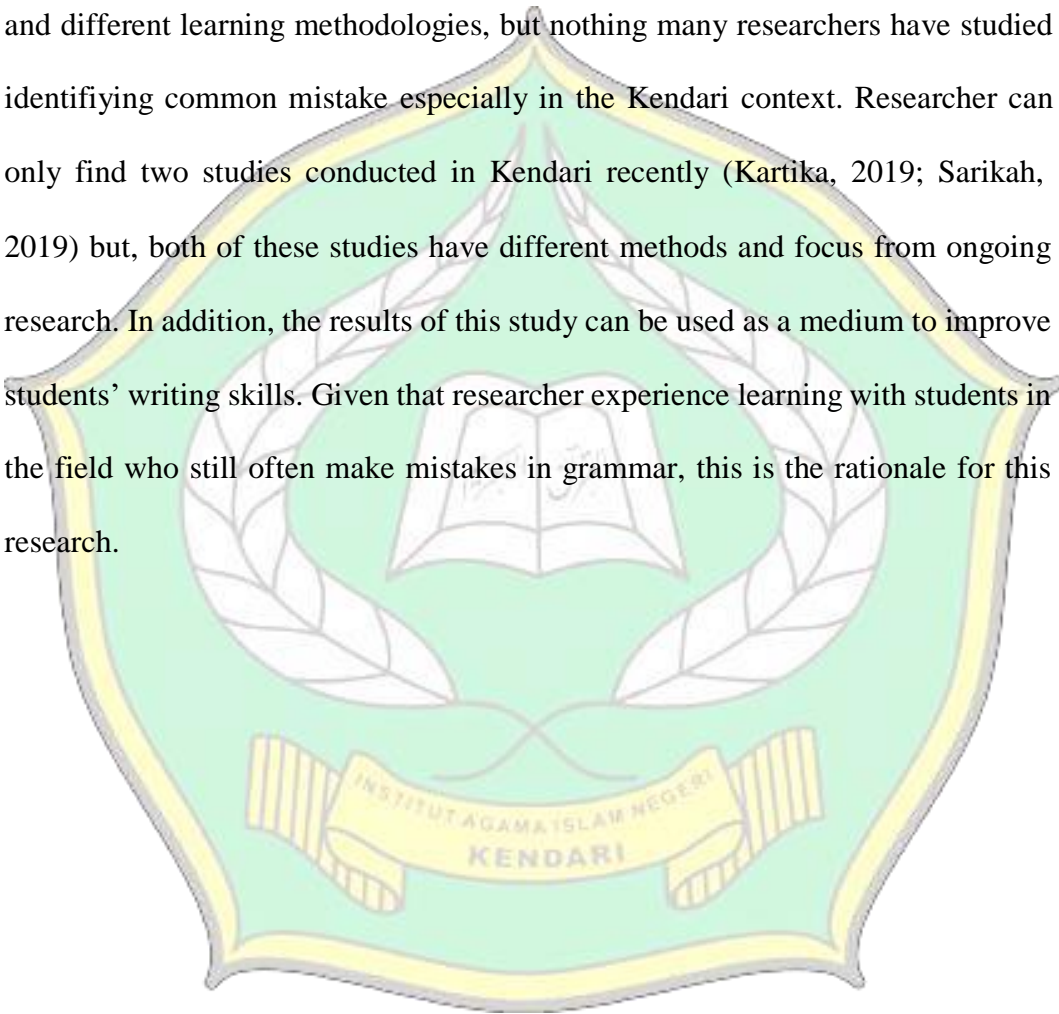 and different learning methodologies, but nothing many researchers have studied
identifiying common mistake especially in the Kendari context. Researcher can
only find two studies conducted in Kendari recently (Kartika, 2019; Sarikah,
2019) but, both of these studies have different methods and focus from ongoing
research. In addition, the results of this study can be used as a medium to improve
students’ writing skills. Given that researcher experience learning with students in
the field who still often make mistakes in grammar, this is the rationale for this
research.
INSTITUT AGAMA ISLAM NEGERI
KENDARI